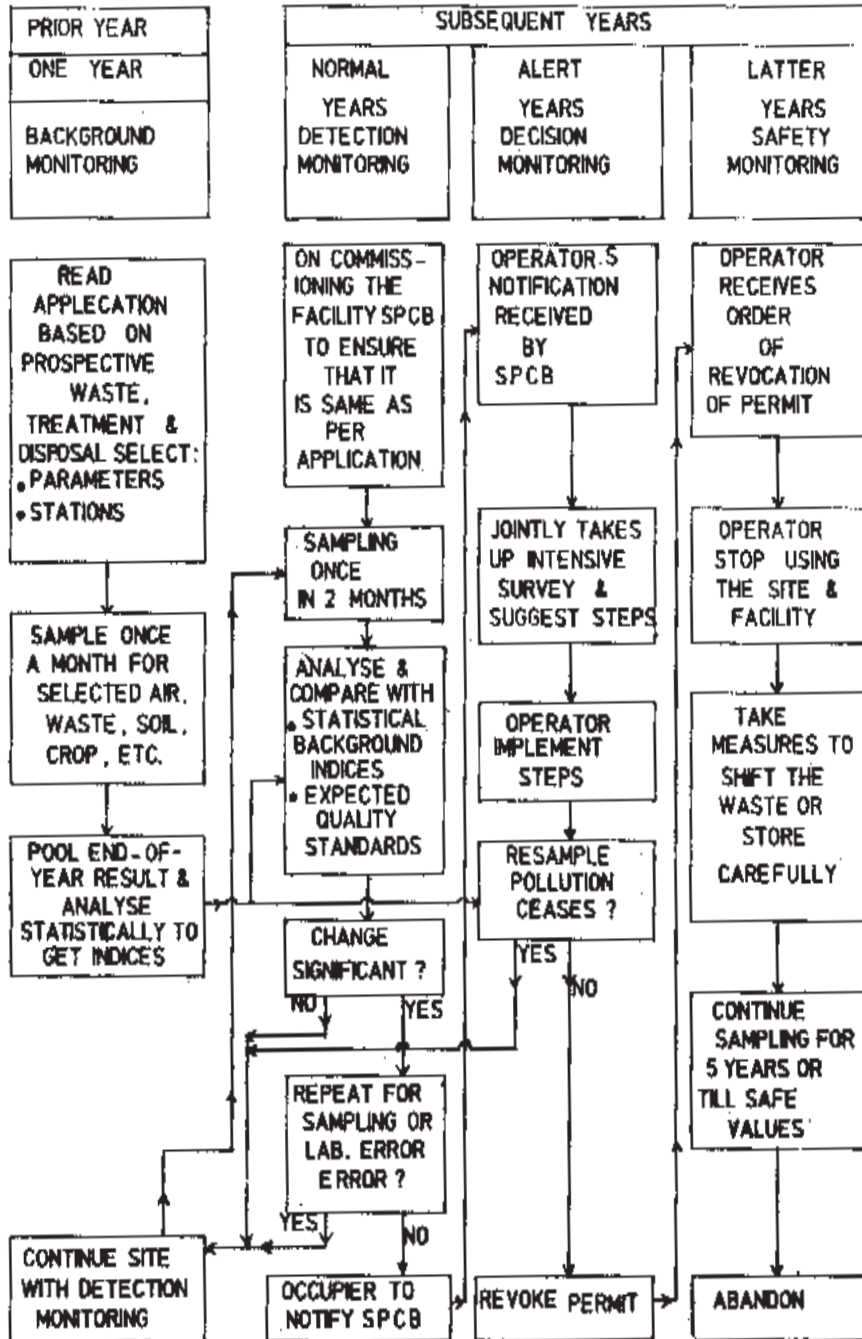 PRIOR YEAR
ONE YEAR
BACKGROUND
MONITORING
SUBSEQUENT YEARS
NORMAL
YEARS
DETECTION
MONITORING
ALERT
YEARS
DECISION
MONITORING
LATTER
YEARS
SAFETY
MONITORING
READ
APPLECATION
BASED ON
PROSPECTIVE
WASTE,
TREATMENT &
DISPOSAL SELECT:
• PARAMETERS
• STATIONS
SAMPLE ONCE
A MONTH FOR
SELECTED AIR,
WASTE, SOIL,
CROP, ETC.
POOL END-OF-
YEAR RESULT &
ANALYSE
STATISTICALLY TO
GET INDICES
CONTINUE SITE
WITH DETECTION
MONITORING
ON COMMISS-
IONING THE
FACILITY SPCB
TO ENSURE
THAT IT
IS SAME AS
PER
APPLICATION
SAMPLING
ONCE
IN 2 MONTHS
ANALYSE &
COMPARE WITH
• STATISTICAL
BACKGROUND
INDICES
• EXPECTED
QUALITY
STANDARDS
CHANGE
SIGNIFICANT ?
NO
YES
REPEAT FOR
SAMPLING OR
LAB. ERROR
ERROR ?
YES
NO
OCCUPIER TO
NOTIFY SPCB
OPERATOR.S
NOTIFICATION
RECEIVED
BY
SPCB
JOINTLY TAKES
UP INTENSIVE
SURVEY &
SUGGEST STEPS
OPERATOR
IMPLEMENT
STEPS
RESAMPLE
POLLUTION
CEASES ?
YES
NO
REVOKE PERMIT
OPERATOR
RECEIVES
ORDER
OF
REVOCATION
OF PERMIT
OPERATOR
STOP USING
THE SITE &
FACILITY
TAKE
MEASURES TO
SHIFT THE
WASTE OR
STORE
CAREFULLY
CONTINUE
SAMPLING FOR
5 YEARS OR
TILL SAFE
VALUES
ABANDON